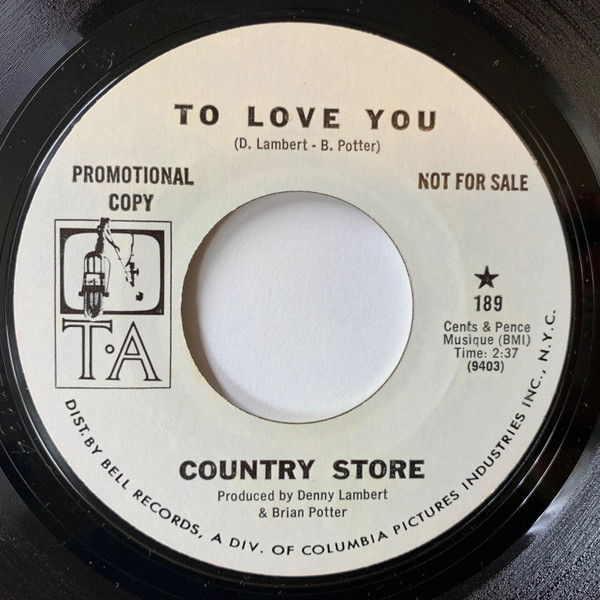 TO LOVE YOU
(D. Lambert - B. Potter)
PROMOTIONAL
COPY
NOT FOR SALE
★
189
Cents & Pence
Musique (BMI)
Time: 2:37
(9403)
T·A
COUNTRY STORE
Produced by Denny Lambert
& Brian Potter
DIST. BY BELL RECORDS, A DIV. OF COLUMBIA PICTURES INDUSTRIES INC., N.Y.C.